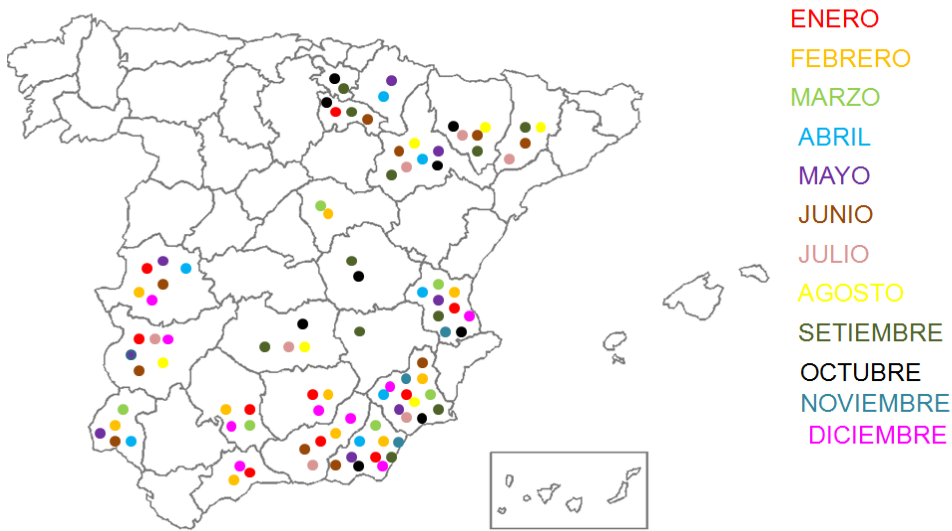 ENERO
FEBRERO
MARZO
ABRIL
MAYO
JUNIO
JULIO
AGOSTO
SETIEMBRE
OCTUBRE
NOVIEMBRE
DICIEMBRE